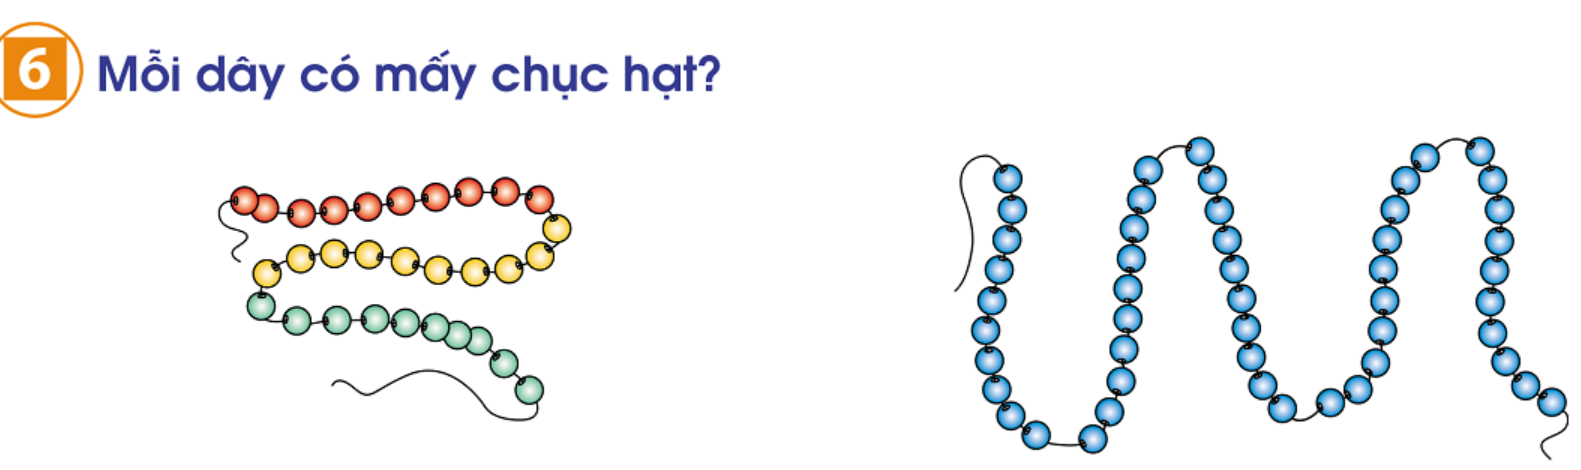 6 Mỗi dây có mấy chục hạt?